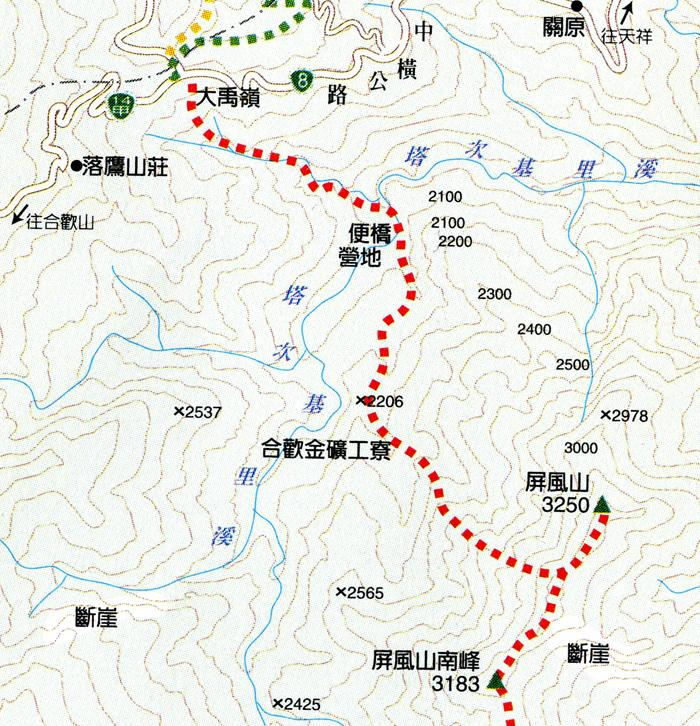 關原
往天祥
中
橫
公
路
8
14
甲
大禹嶺
落鷹山莊
往合歡山
塔次基里溪
2100
2100
2200
便橋
營地
2300
2400
2500
塔次基里溪
×2206
×2537
×2978
3000
合歡金礦工寮
屏風山
3250
×2565
斷崖
斷崖
屏風山南峰
3183
×2425